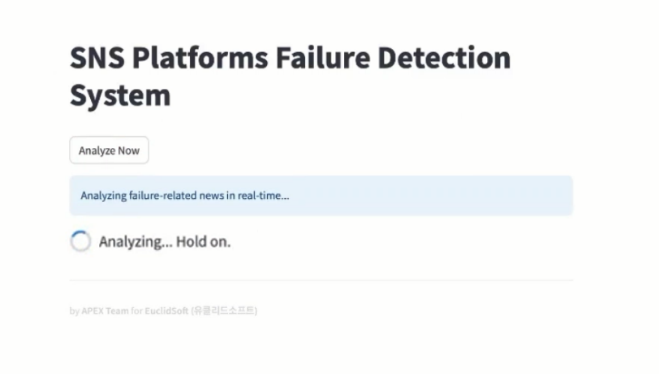 SNS Platforms Failure Detection
System
Analyze Now
Analyzing failure-related news in real-time...
Analyzing... Hold on.
by APEX Team for EuclidSoft (유클리드소프트)